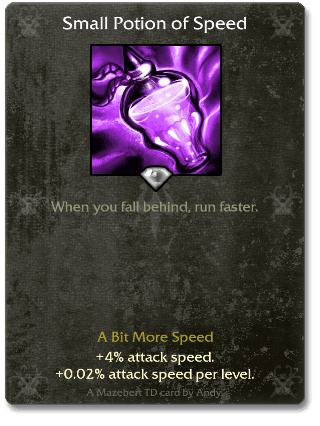 Small Potion of Speed
When you fall behind, run faster.
A Bit More Speed
+4% attack speed.
+0.02% attack speed per level.
A Mazebert TD card by Andy